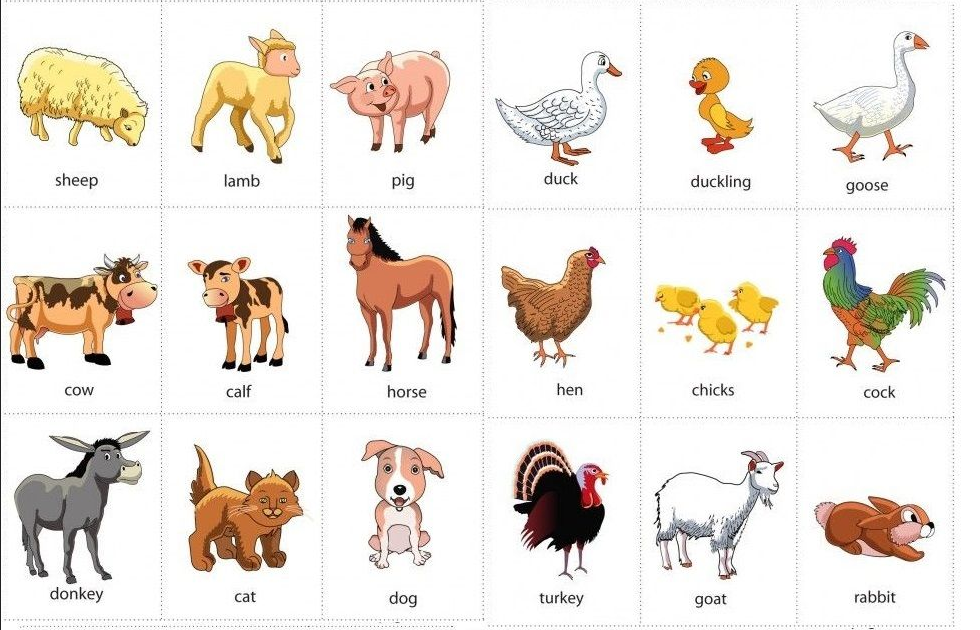 sheep
lamb
pig
duck
duckling
goose
cow
calf
horse
hen
chicks
cock
donkey
cat
dog
turkey
goat
rabbit